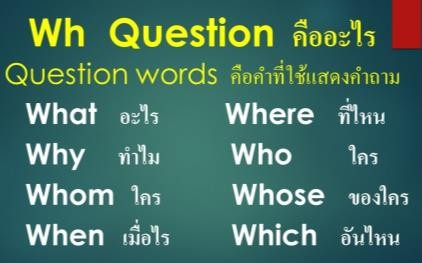 Wh Question คืออะไร
Question words คือคำที่ใช้แสดงคำถาม
What อะไร Where ที่ไหน
Why ทำไม Who ใคร
Whom ใคร Whose ของใคร
When เมื่อไร Which อันไหน